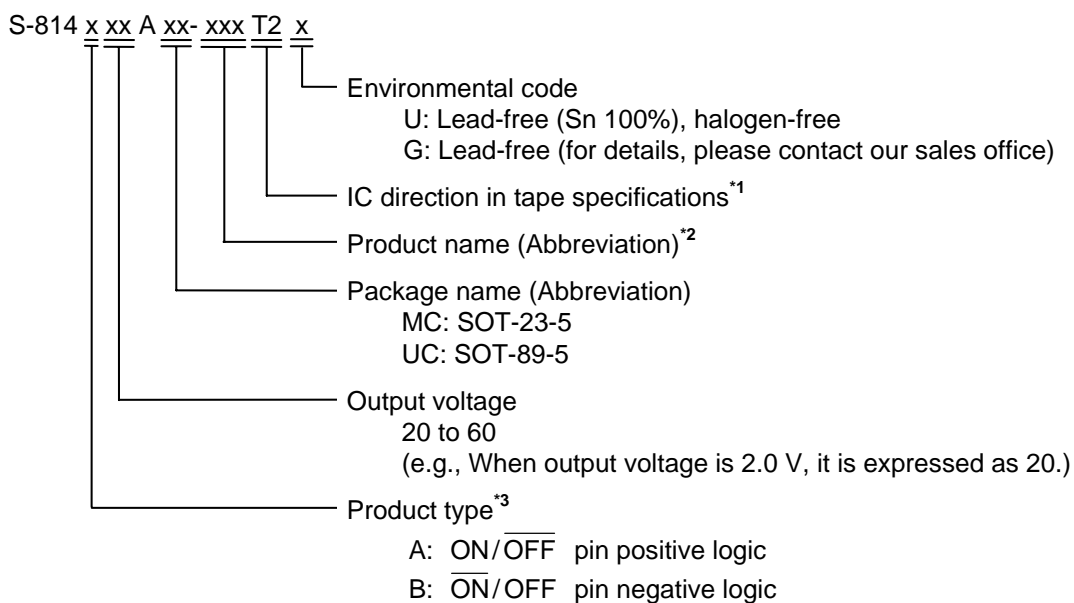 S-814 x xx A xx- xxx T2 x
Environmental code
U: Lead-free (Sn 100%), halogen-free
G: Lead-free (for details, please contact our sales office)
IC direction in tape specifications*1
Product name (Abbreviation)*2
Package name (Abbreviation)
MC: SOT-23-5
UC: SOT-89-5
Output voltage
20 to 60
(e.g., When output voltage is 2.0 V, it is expressed as 20.)
Product type*3
A: ON/O̅F̅F̅ pin positive logic
B: O̅N̅/OFF pin negative logic